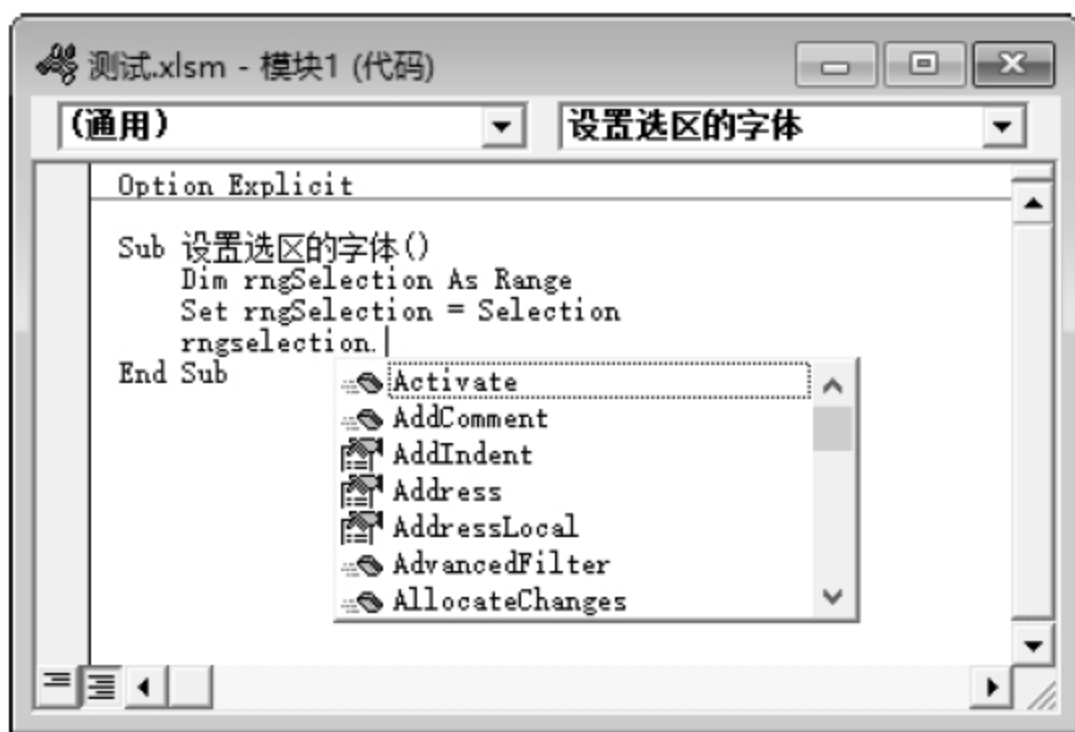 测试.xlsm - 模块1 (代码)
(通用) 设置选区的字体
Option Explicit
Sub 设置选区的字体()
Dim rngSelection As Range
Set rngSelection = Selection
rngselection.
End Sub
Activate
AddComment
AddIndent
Address
AddressLocal
AdvancedFilter
AllocateChanges